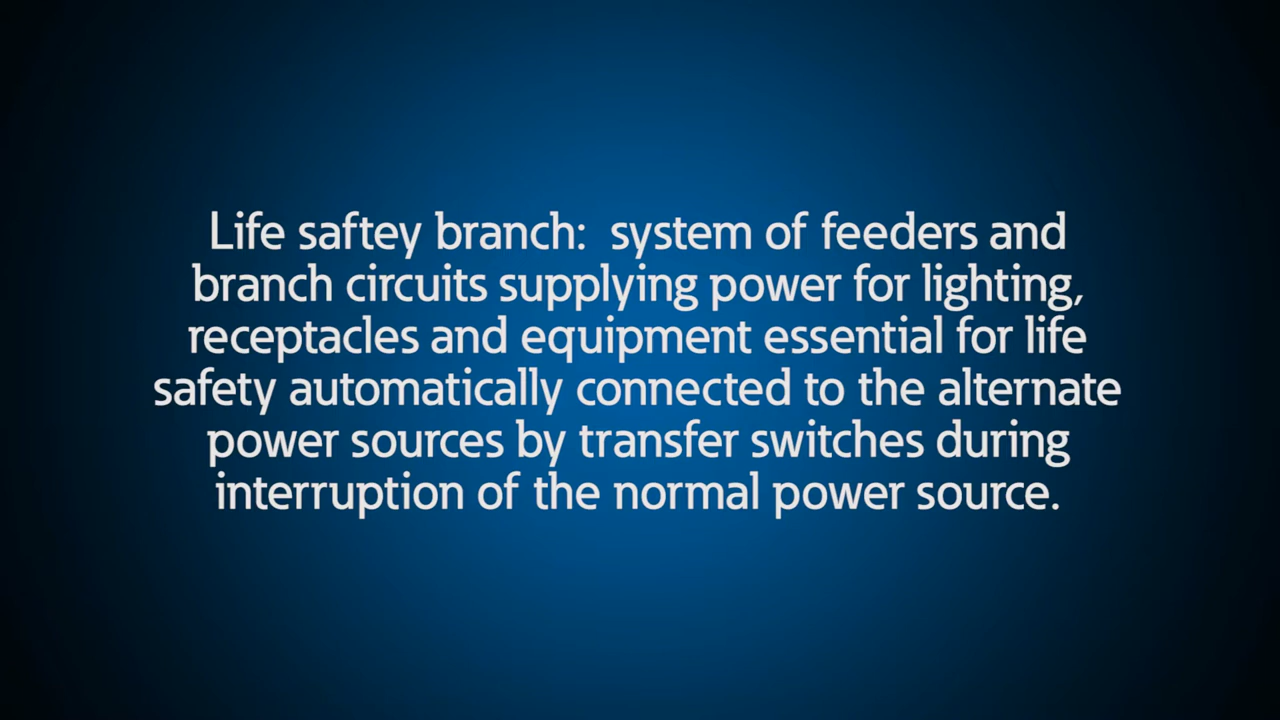 Life saftey branch:  system of feeders and
branch circuits supplying power for lighting,
receptacles and equipment essential for life
safety automatically connected to the alternate
power sources by transfer switches during
interruption of the normal power source.